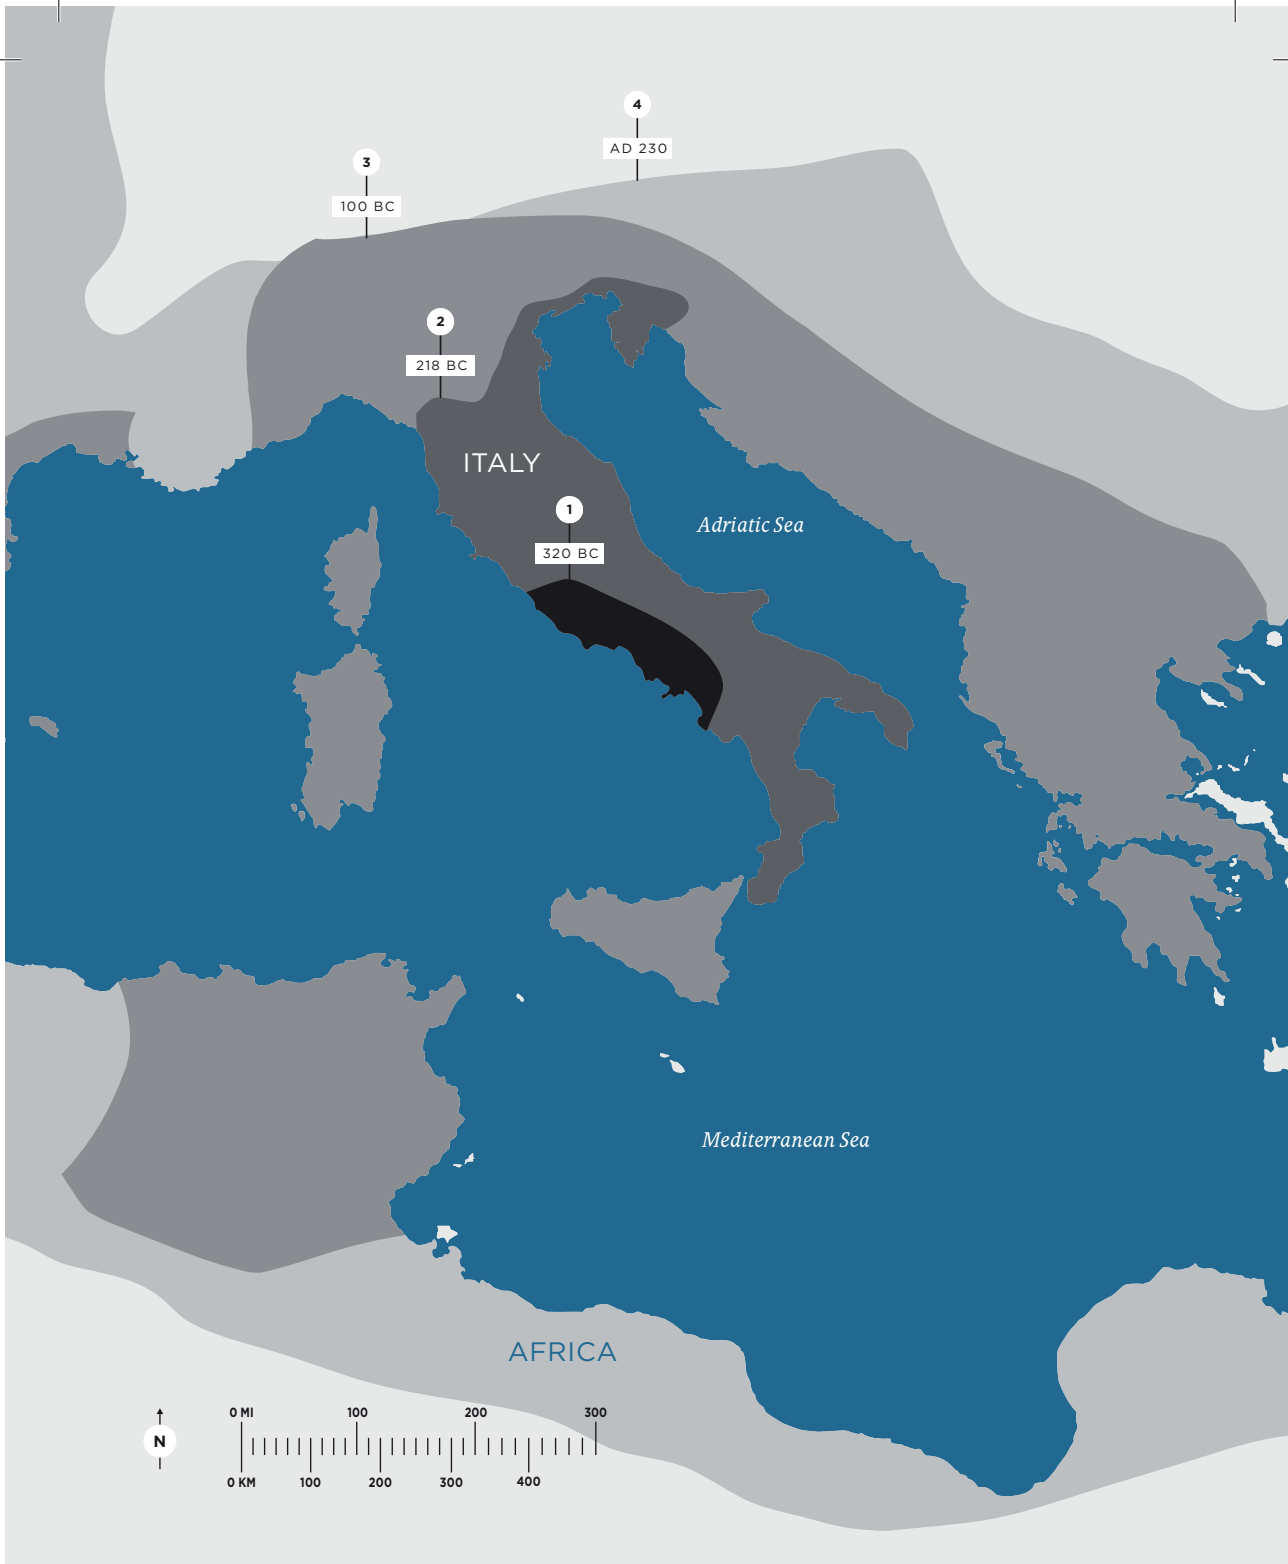 4
AD 230
3
100 BC
2
218 BC
ITALY
1
Adriatic Sea
320 BC
Mediterranean Sea
AFRICA
0 MI 100 200 300
N
0 KM 100 200 300 400